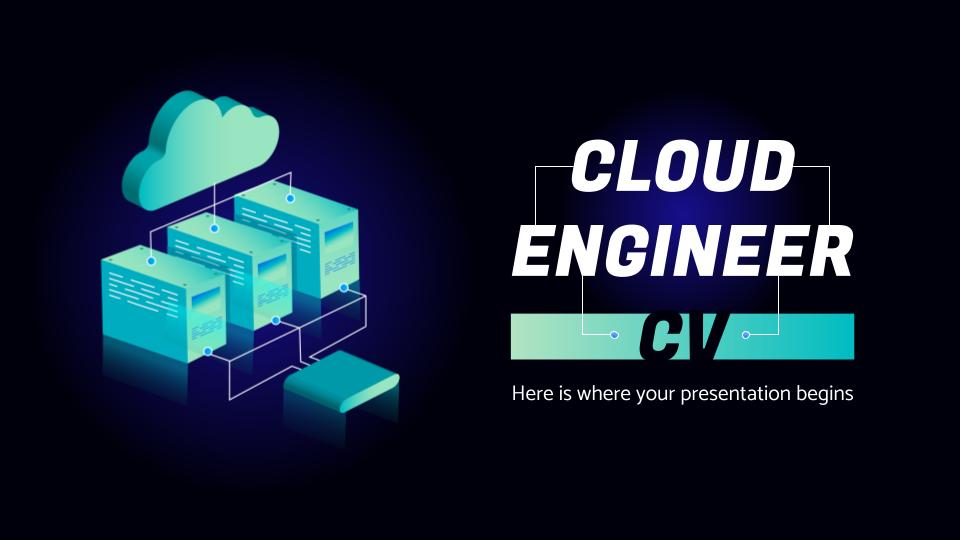 CLOUD
ENGINEER
CV
Here is where your presentation begins